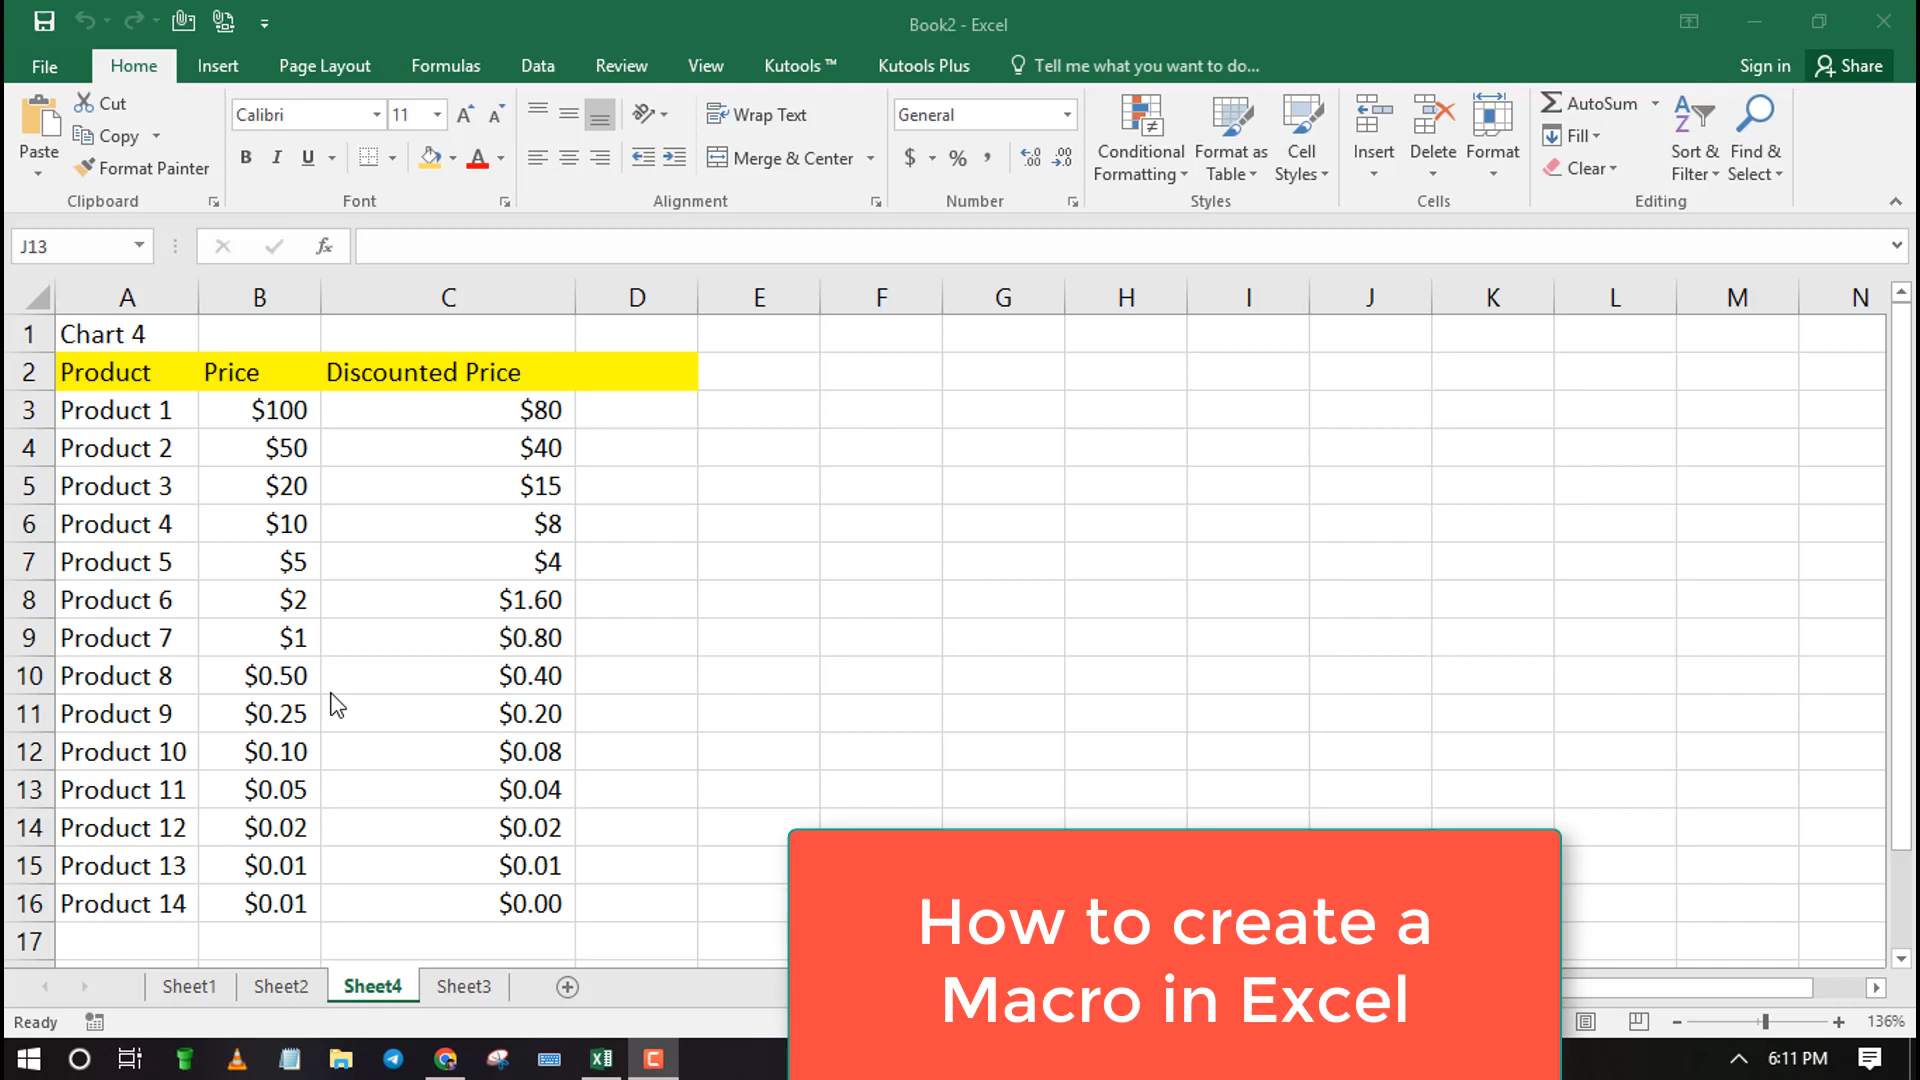 Book2 - Excel
File Home Insert Page Layout Formulas Data Review View Kutools ™ Kutools Plus Tell me what you want to do... Sign in Share
Paste
Cut
Copy
Format Painter
Clipboard
Calibri 11
B I U
Font
Wrap Text
Merge & Center
Alignment
General
$ % ,
Number
Conditional Formatting
Format as Table
Cell Styles
Styles
Insert Delete Format
Cells
AutoSum
Fill
Clear
Sort & Filter
Find & Select
Editing
J13 fx
A B C D E F G H I J K L M N
1 Chart 4
2 Product Price Discounted Price
3 Product 1 $100 $80
4 Product 2 $50 $40
5 Product 3 $20 $15
6 Product 4 $10 $8
7 Product 5 $5 $4
8 Product 6 $2 $1.60
9 Product 7 $1 $0.80
10 Product 8 $0.50 $0.40
11 Product 9 $0.25 $0.20
12 Product 10 $0.10 $0.08
13 Product 11 $0.05 $0.04
14 Product 12 $0.02 $0.02
15 Product 13 $0.01 $0.01
16 Product 14 $0.01 $0.00
17
How to create a
Macro in Excel
Sheet1 Sheet2 Sheet4 Sheet3
Ready 136%
6:11 PM